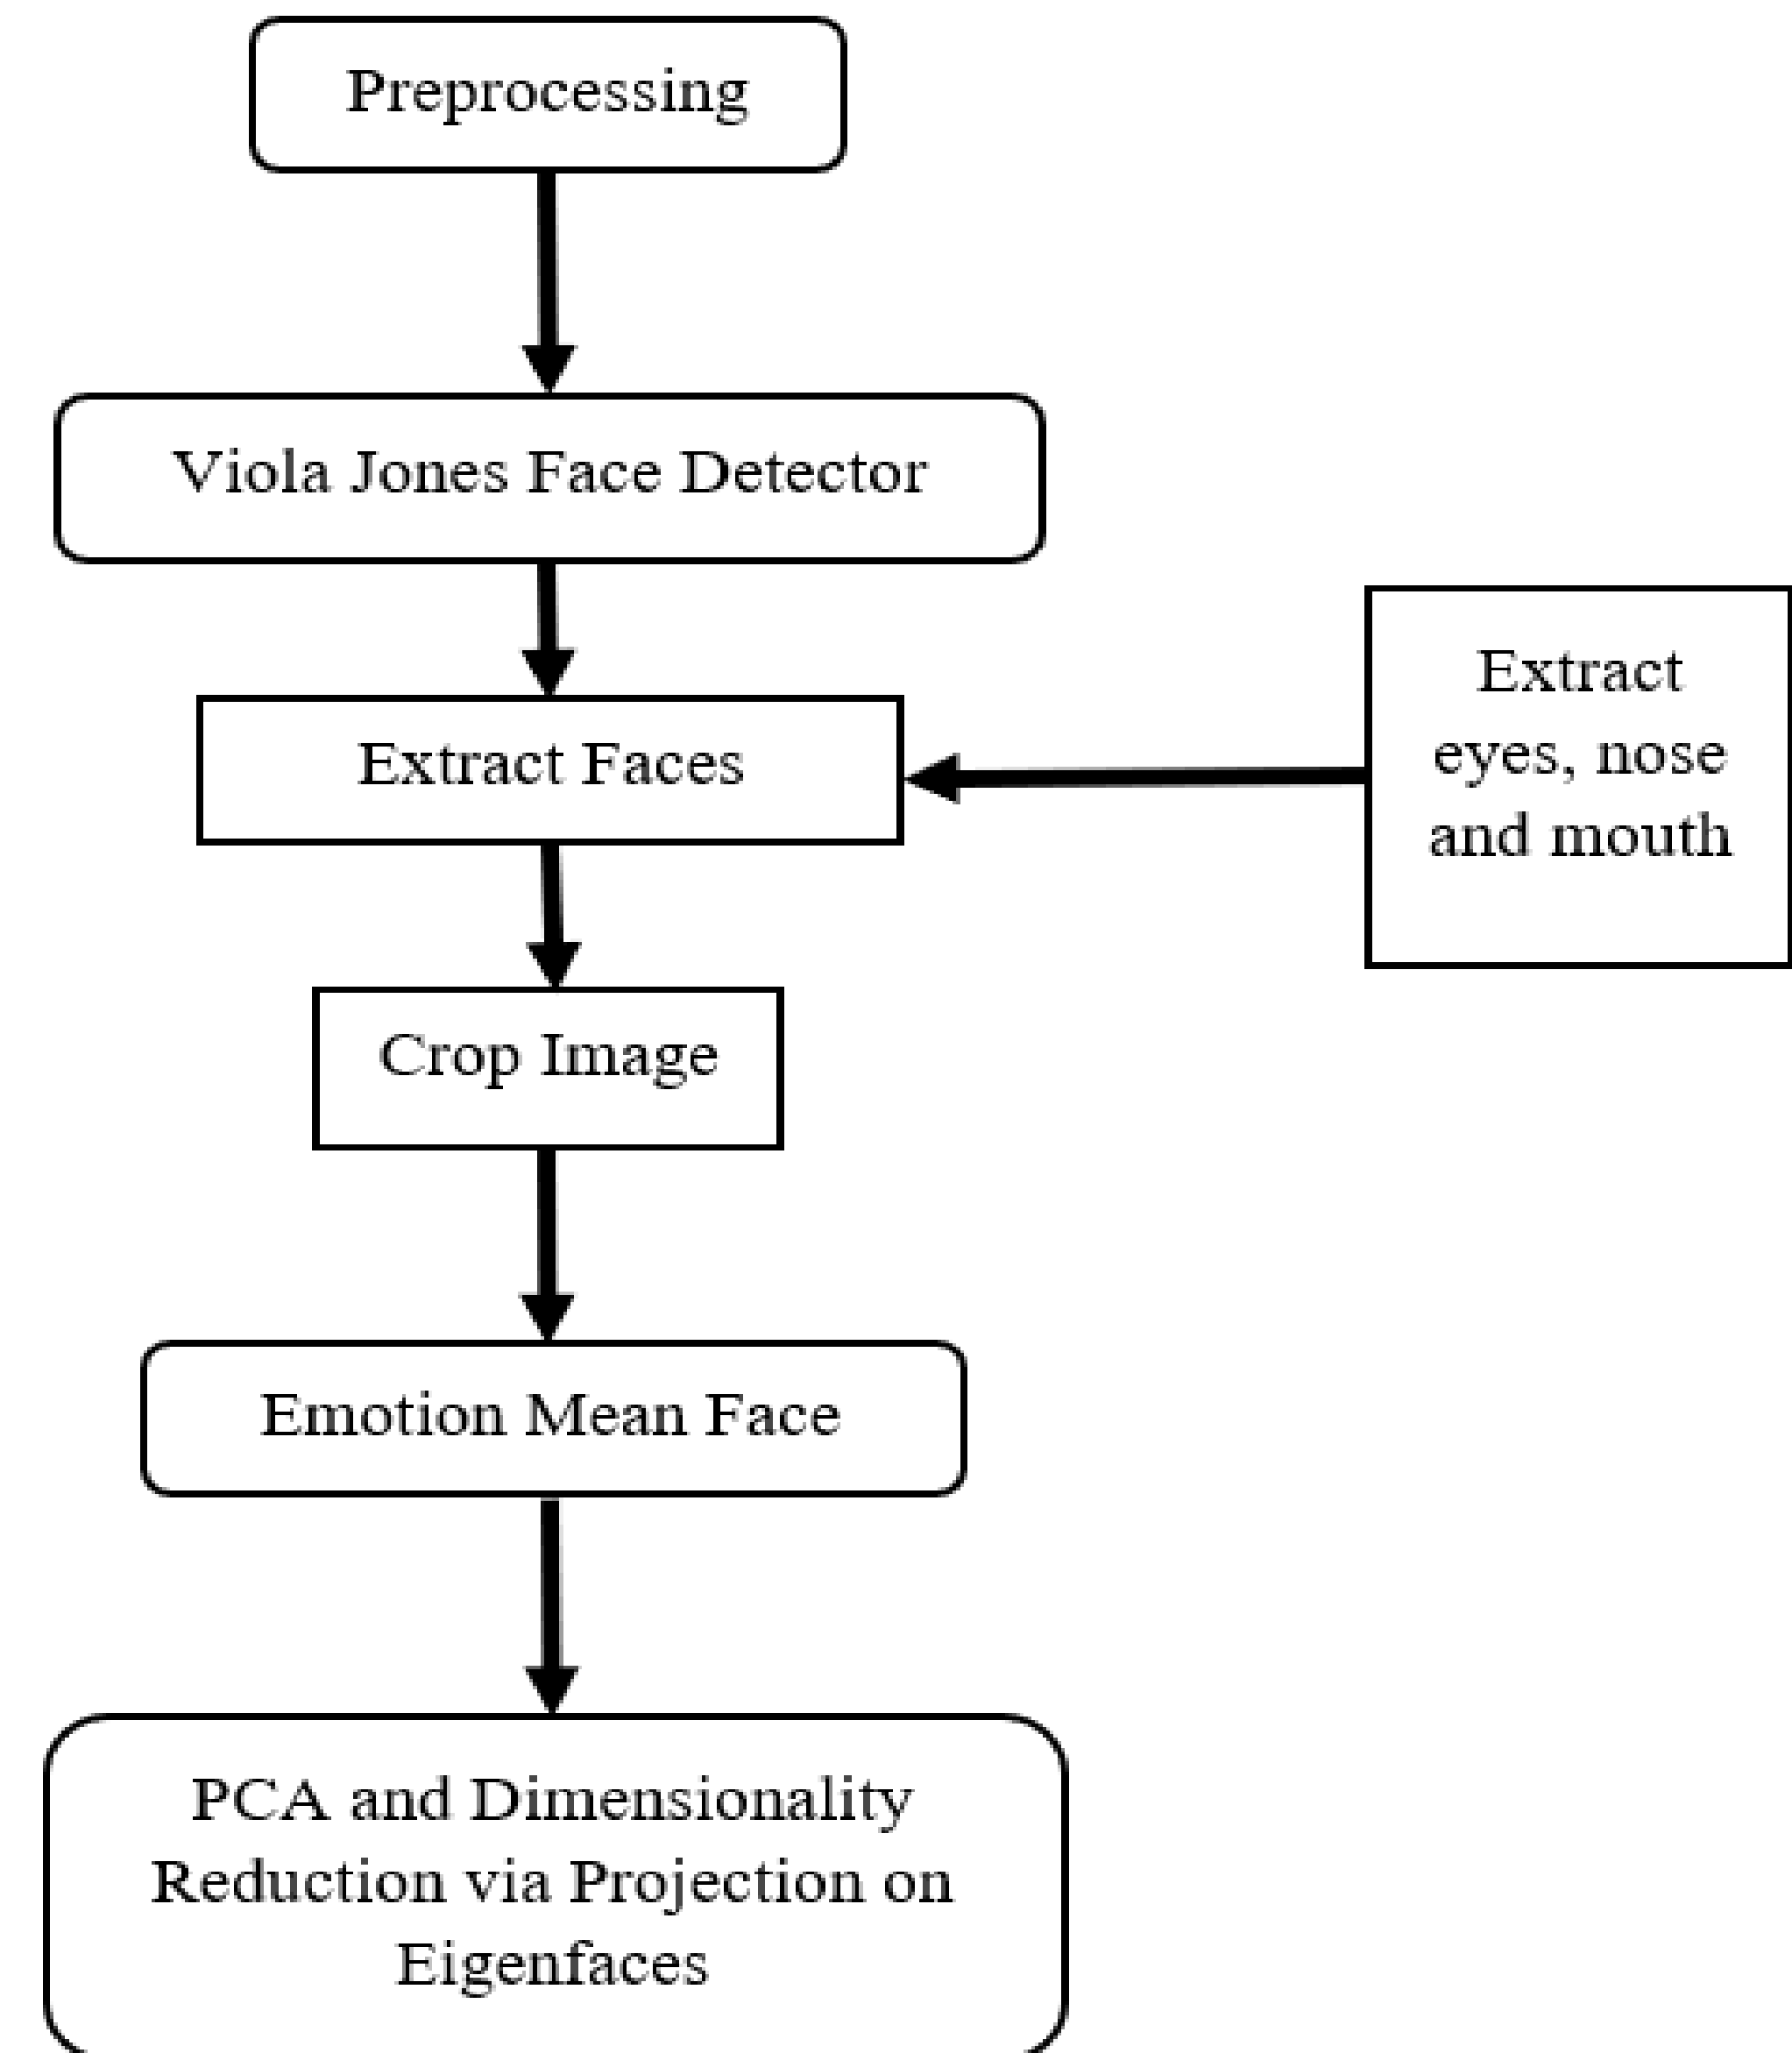 Preprocessing
Viola Jones Face Detector
Extract Faces
Extract
eyes, nose
and mouth
Crop Image
Emotion Mean Face
PCA and Dimensionality
Reduction via Projection on
Eigenfaces